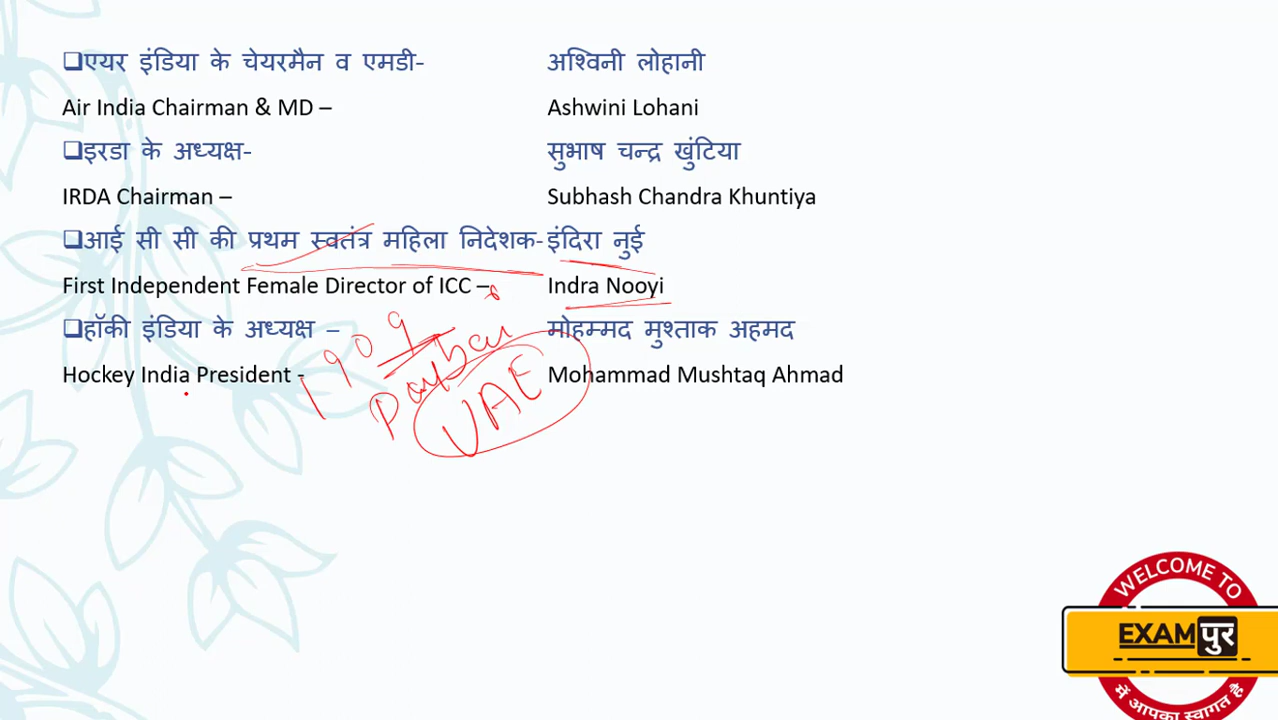 ❑एयर इंडिया के चेयरमैन व एमडी- अश्विनी लोहानी
Air India Chairman & MD – Ashwini Lohani
❑इरडा के अध्यक्ष- सुभाष चन्द्र खुंटिया
IRDA Chairman – Subhash Chandra Khuntiya
❑आई सी सी की प्रथम स्वतंत्र महिला निदेशक- इंदिरा नुई
First Independent Female Director of ICC – Indra Nooyi
❑हॉकी इंडिया के अध्यक्ष – मोहम्मद मुश्ताक अहमद
Hockey India President - Mohammad Mushtaq Ahmad
1909
UAE
WELCOME TO
EXAMपुर
में आपका स्वागत है